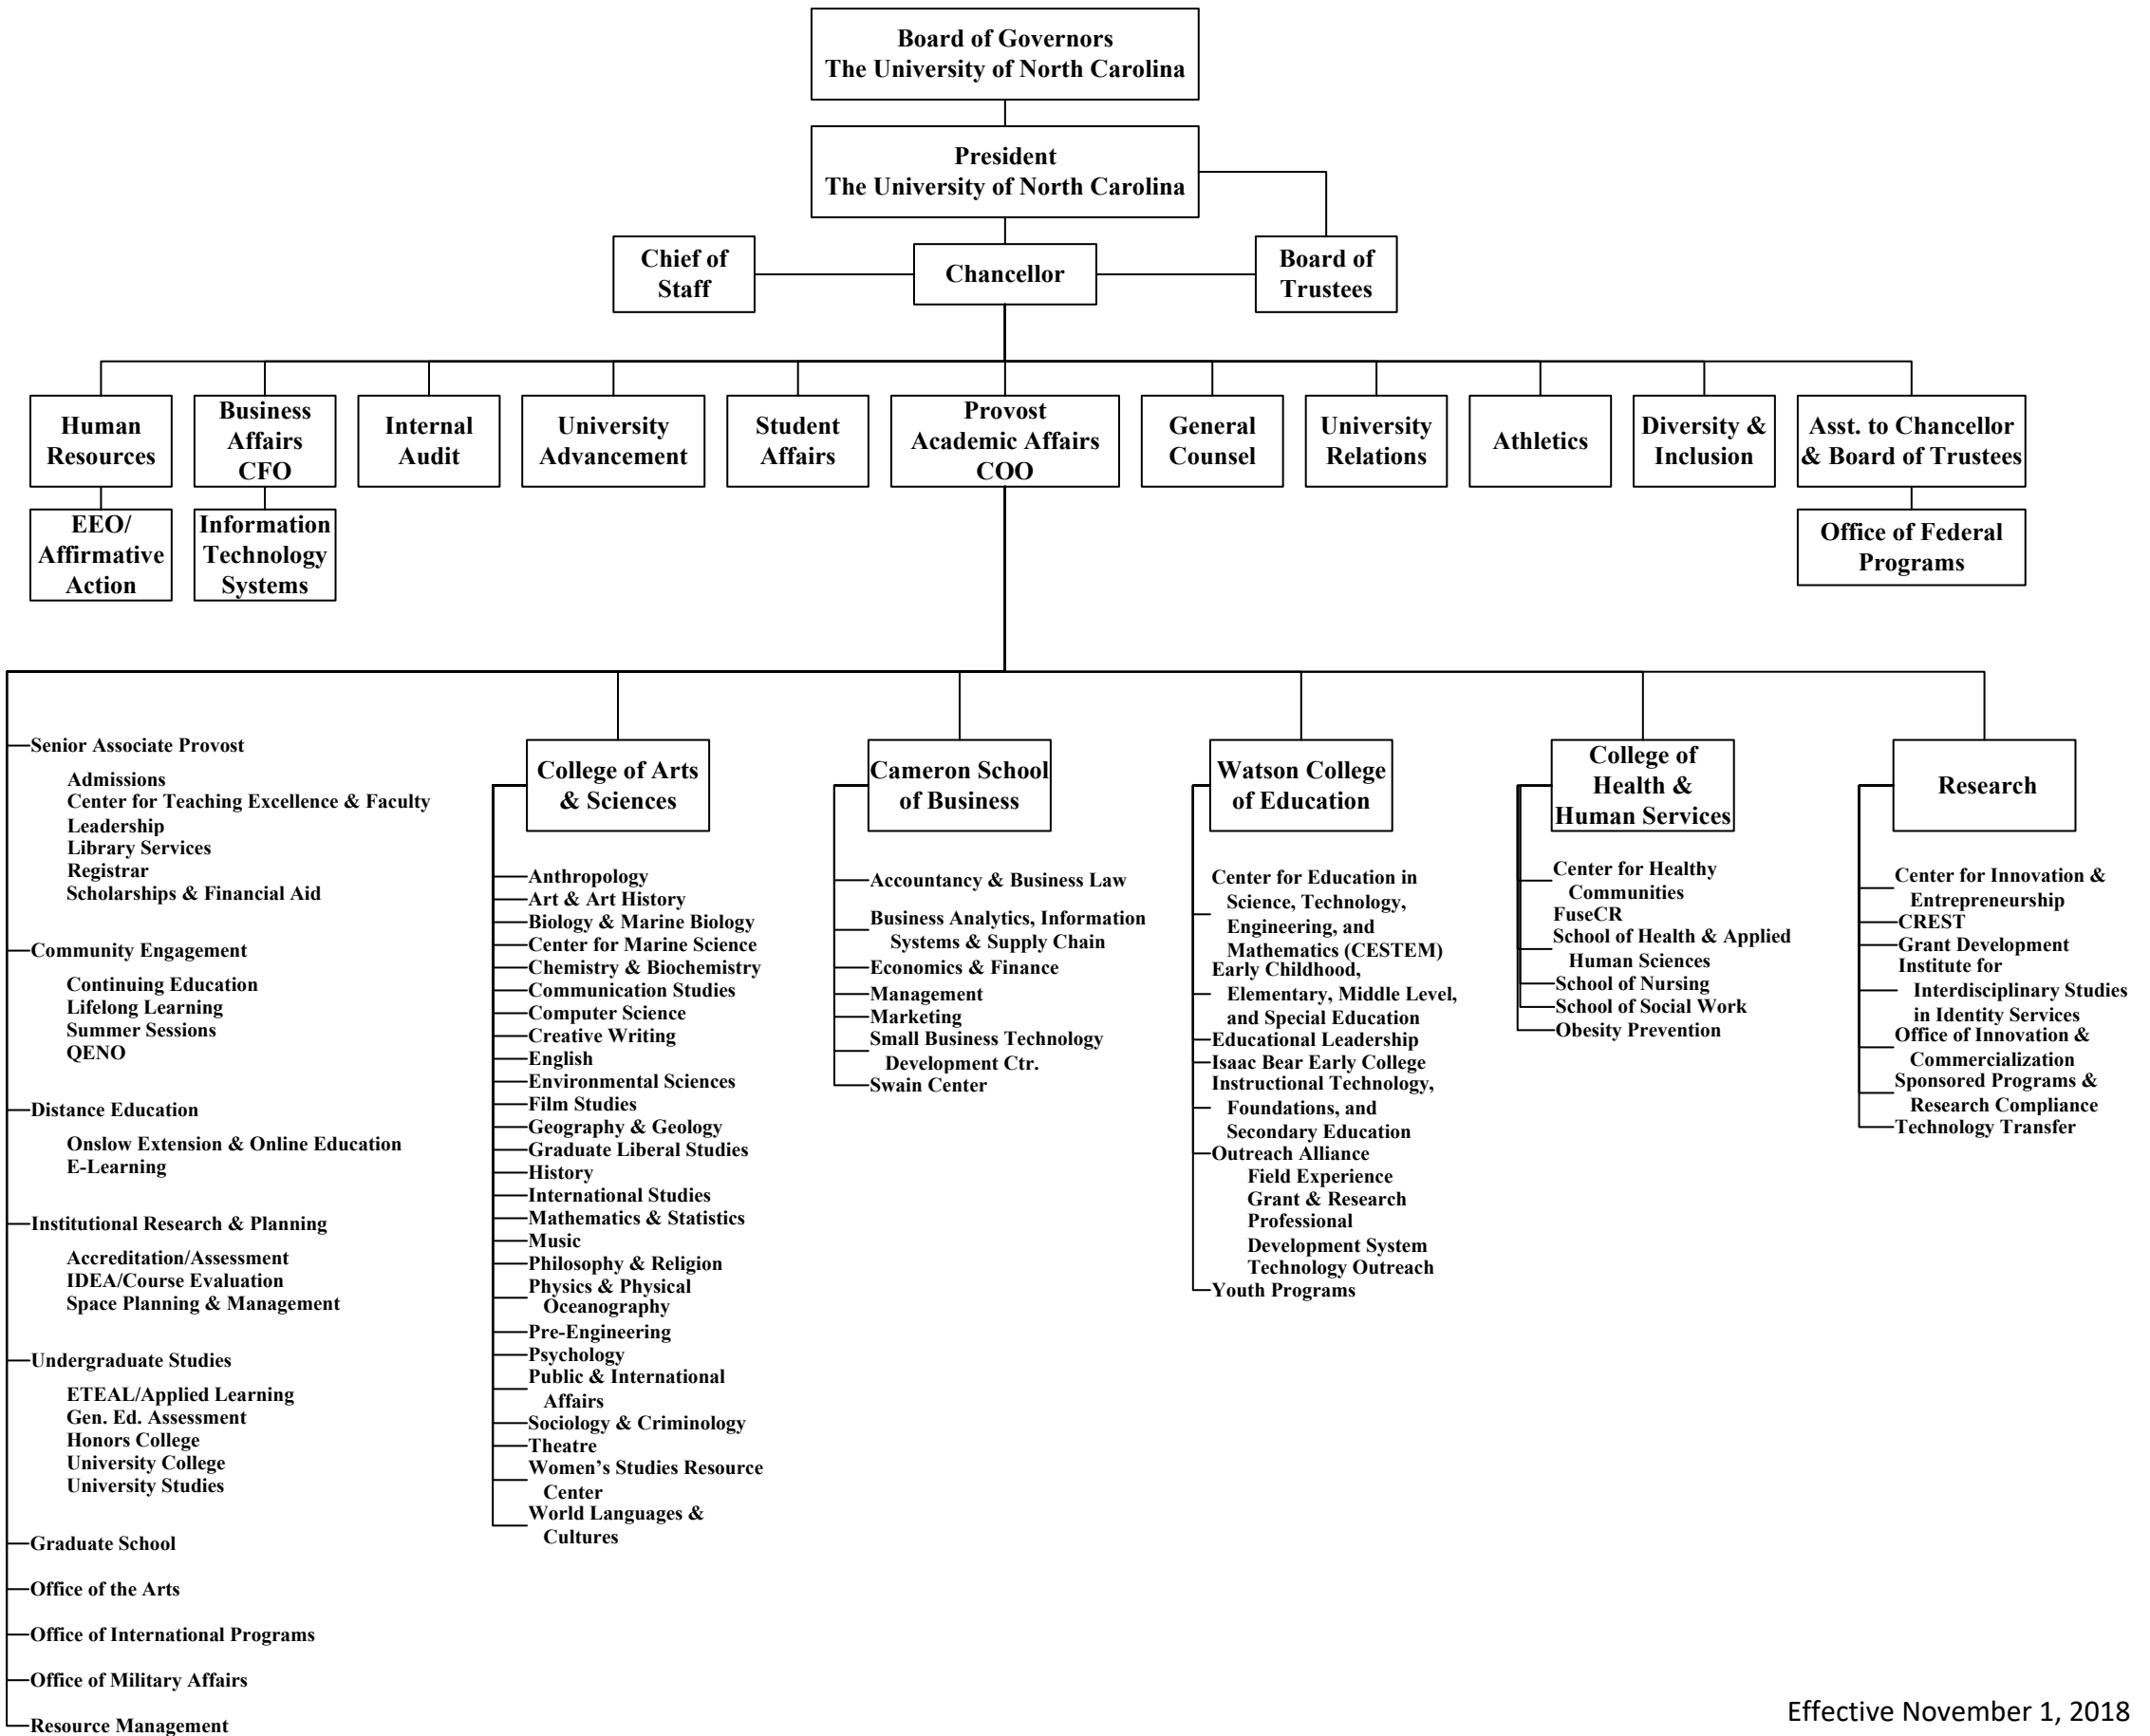 Board of Governors
The University of North Carolina
President
The University of North Carolina
Chief of
Staff
Chancellor
Board of
Trustees
Human
Resources
Business
Affairs
CFO
Internal
Audit
University
Advancement
Student
Affairs
Provost
Academic Affairs
COO
General
Counsel
University
Relations
Athletics
Diversity &
Inclusion
Asst. to Chancellor
& Board of Trustees
EEO/
Affirmative
Action
Information
Technology
Systems
Office of Federal
Programs
Senior Associate Provost
Admissions
Center for Teaching Excellence & Faculty
Leadership
Library Services
Registrar
Scholarships & Financial Aid
Community Engagement
Continuing Education
Lifelong Learning
Summer Sessions
QENO
Distance Education
Onslow Extension & Online Education
E-Learning
Institutional Research & Planning
Accreditation/Assessment
IDEA/Course Evaluation
Space Planning & Management
Undergraduate Studies
ETEAL/Applied Learning
Gen. Ed. Assessment
Honors College
University College
University Studies
Graduate School
Office of the Arts
Office of International Programs
Office of Military Affairs
Resource Management
College of Arts
& Sciences
Anthropology
Art & Art History
Biology & Marine Biology
Center for Marine Science
Chemistry & Biochemistry
Communication Studies
Computer Science
Creative Writing
English
Environmental Sciences
Film Studies
Geography & Geology
Graduate Liberal Studies
History
International Studies
Mathematics & Statistics
Music
Philosophy & Religion
Physics & Physical
Oceanography
Pre-Engineering
Psychology
Public & International
Affairs
Sociology & Criminology
Theatre
Women’s Studies Resource
Center
World Languages &
Cultures
Cameron School
of Business
Accountancy & Business Law
Business Analytics, Information
Systems & Supply Chain
Economics & Finance
Management
Marketing
Small Business Technology
Development Ctr.
Swain Center
Watson College
of Education
Center for Education in
Science, Technology,
Engineering, and
Mathematics (CESTEM)
Early Childhood,
Elementary, Middle Level,
and Special Education
Educational Leadership
Isaac Bear Early College
Instructional Technology,
Foundations, and
Secondary Education
Outreach Alliance
Field Experience
Grant & Research
Professional
Development System
Technology Outreach
Youth Programs
College of
Health &
Human Services
Center for Healthy
Communities
FuseCR
School of Health & Applied
Human Sciences
School of Nursing
School of Social Work
Obesity Prevention
Research
Center for Innovation &
Entrepreneurship
CREST
Grant Development
Institute for
Interdisciplinary Studies
in Identity Services
Office of Innovation &
Commercialization
Sponsored Programs &
Research Compliance
Technology Transfer
Effective November 1, 2018